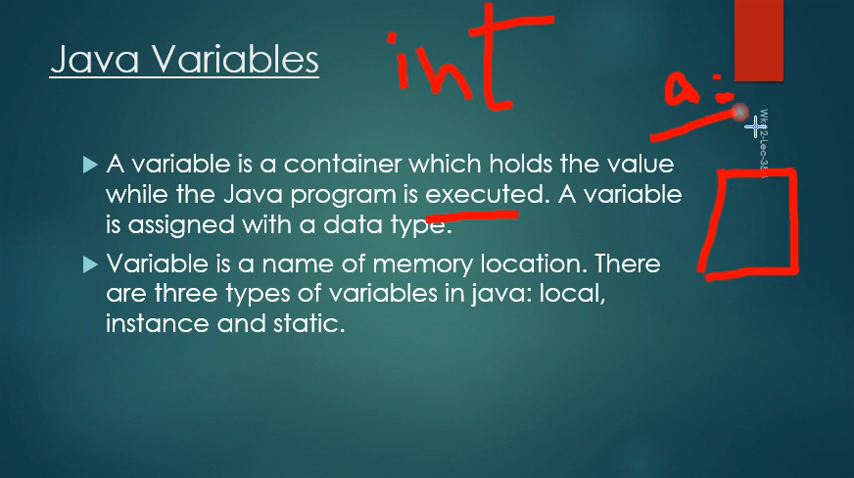 Java Variables
int
a:
A variable is a container which holds the value
while the Java program is executed. A variable
is assigned with a data type.
Variable is a name of memory location. There
are three types of variables in java: local,
instance and static.